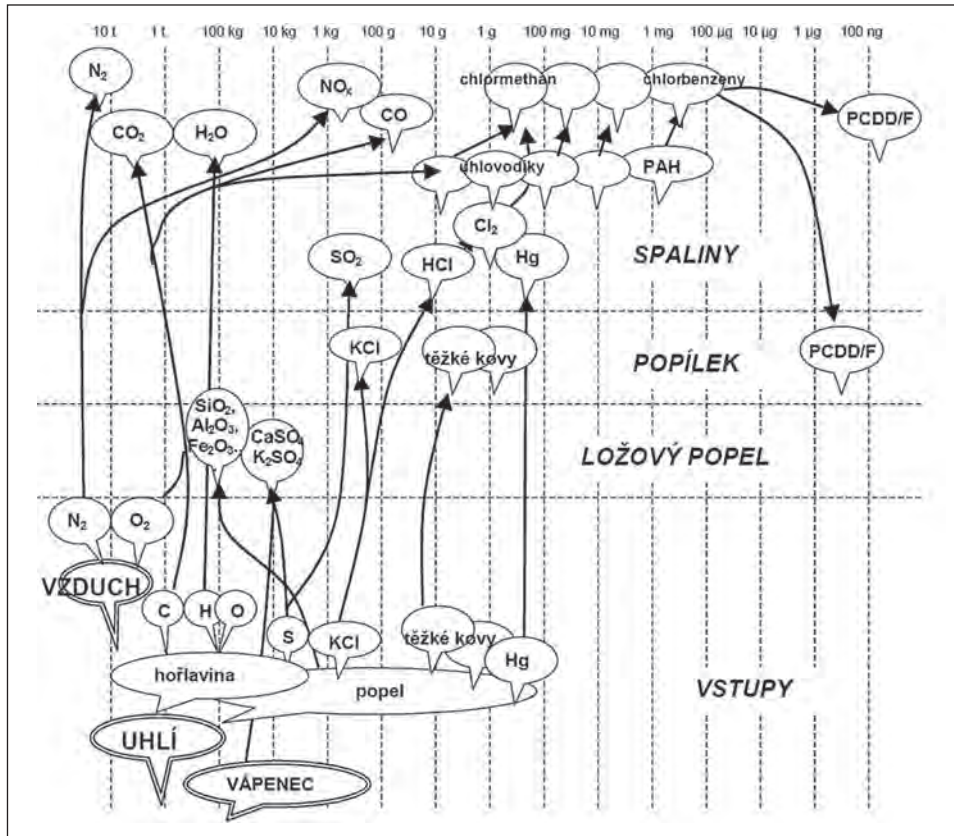 10 t 1 t 100 kg 10 kg 1 kg 100 g 10 g 1 g 100 mg 10 mg 1 mg 100 µg 10 µg 1 µg 100 ng
N₂
NOₓ
chlormethán
chlorbenzeny
CO₂
H₂O
CO
PCDD/F
uhlovodíky
PAH
Cl₂
SO₂
HCl
Hg
SPALINY
KCl
těžké kovy
POPÍLEK
PCDD/F
SiO₂,
Al₂O₃,
Fe₂O₃..
CaSO₄
K₂SO₄
LOŽOVÝ POPEL
N₂
O₂
VZDUCH
C
H
O
S
KCl
těžké kovy
Hg
hořlavina
popel
VSTUPY
UHLÍ
VÁPENEC